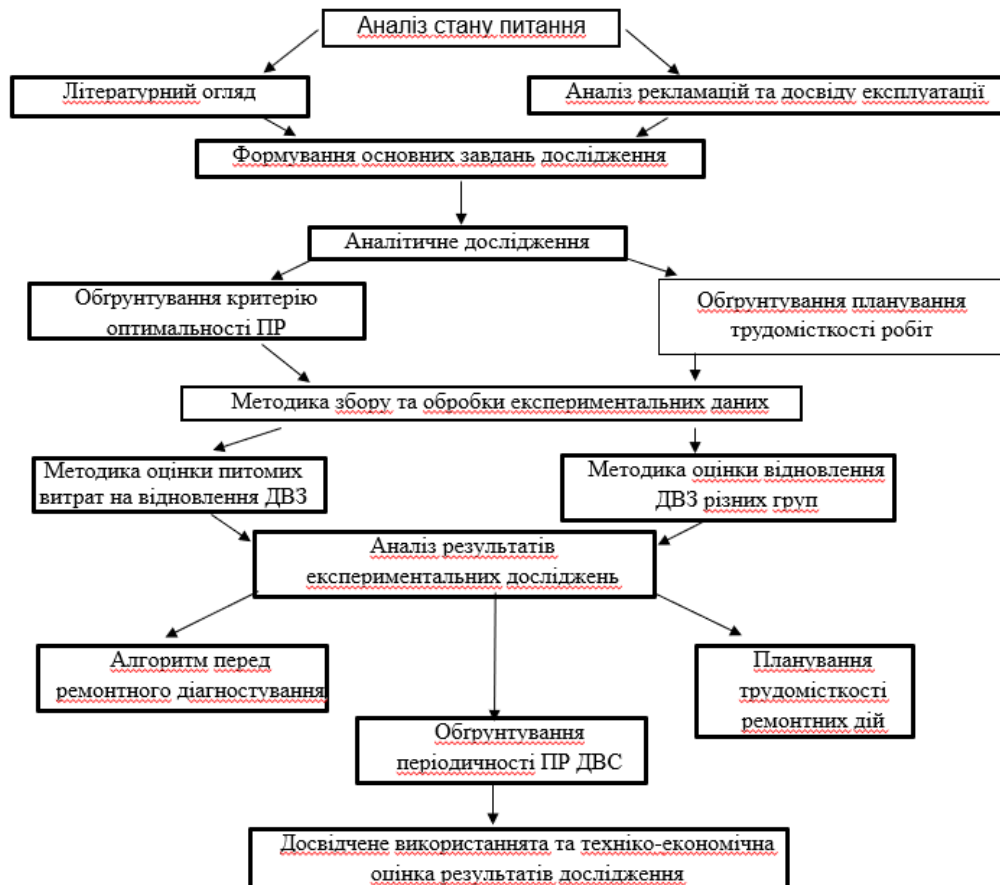 Аналіз стану питання
Літературний огляд
Аналіз рекламацій та досвіду експлуатації
Формування основних завдань дослідження
Аналітичне дослідження
Обґрунтування критерію
оптимальності ПР
Обґрунтування планування
трудомісткості робіт
Методика збору та обробки експериментальних даних
Методика оцінки питомих
витрат на відновлення ДВЗ
Методика оцінки відновлення
ДВЗ різних груп
Аналіз результатів
експериментальних досліджень
Алгоритм перед
ремонтного діагностування
Планування
трудомісткості
ремонтних дій
Обґрунтування
періодичності ПР ДВС
Досвідчене використаннята та техніко-економічна
оцінка результатів дослідження